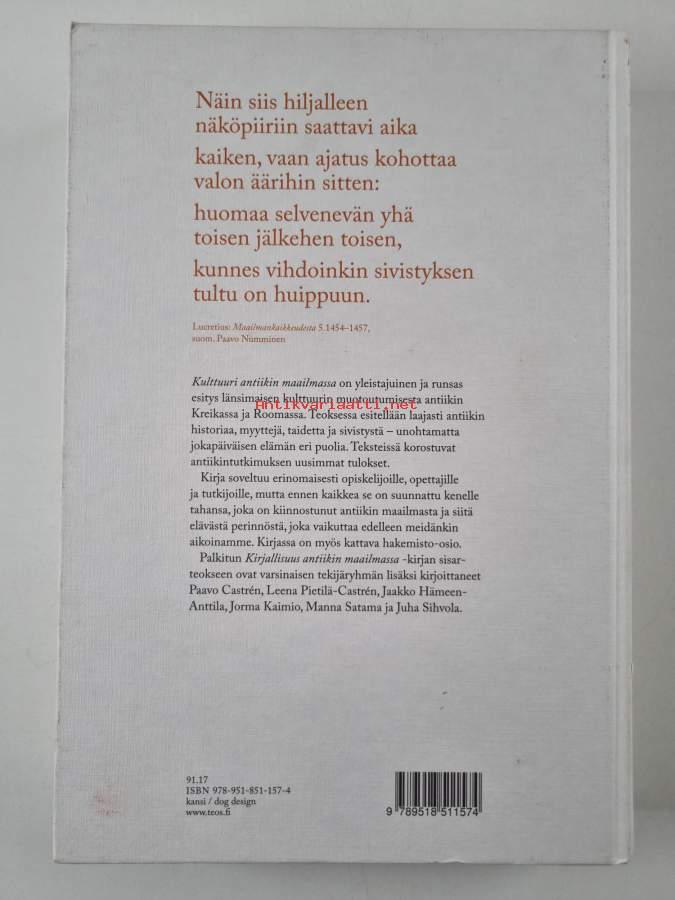 Näin siis hiljalleen
näköpiiriin saattavi aika
kaiken, vaan ajatus kohottaa
valon äärihin sitten:
huomaa selvenevän yhä
toisen jälkehen toisen,
kunnes vihdoinkin sivistyksen
tultu on huippuun.
Lucretius: Maailmankaikkeudesta 5.1454–1457,
suom. Paavo Numminen
Kulttuuri antiikin maailmassa on yleistajuinen ja runsas
esitys länsimaisen kulttuurin muotoutumisesta antiikin
Antikvariaatti.net
Kreikassa ja Roomassa. Teoksessa esitellään laajasti antiikin
historiaa, myyttejä, taidetta ja sivistystä – unohtamatta
jokapäiväisen elämän eri puolia. Teksteissä korostuvat
antiikintutkimuksen uusimmat tulokset.
Kirja soveltuu erinomaisesti opiskelijoille, opettajille
ja tutkijoille, mutta ennen kaikkea se on suunnattu kenelle
tahansa, joka on kiinnostunut antiikin maailmasta ja siitä
elävästä perinnöstä, joka vaikuttaa edelleen meidänkin
aikoinamme. Kirjassa on myös kattava hakemisto-osio.
Palkitun Kirjallisuus antiikin maailmassa -kirjan sisar-
teokseen ovat varsinaisen tekijäryhmän lisäksi kirjoittaneet
Paavo Castrén, Leena Pietilä-Castrén, Jaakko Hämeen-
Anttila, Jorma Kaimio, Manna Satama ja Juha Sihvola.
91.17
ISBN 978-951-851-157-4
kansi / dog design
www.teos.fi
9 789518 511574